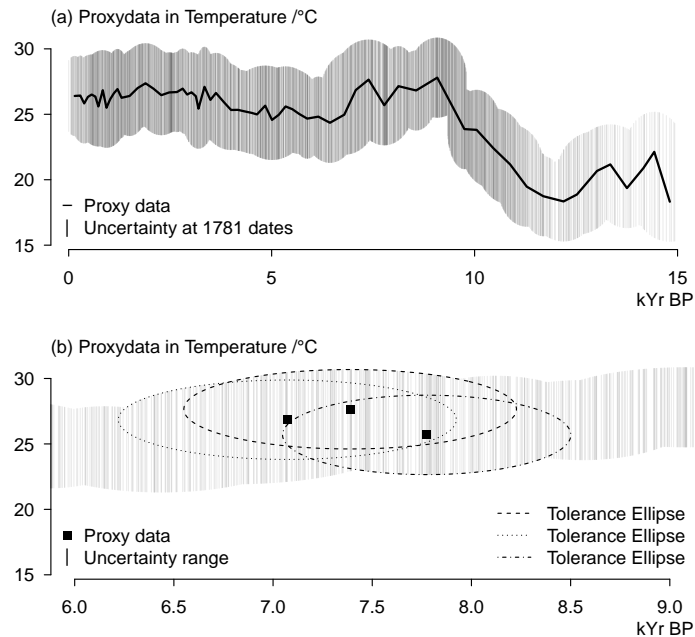 (a) Proxydata in Temperature /°C
30
25
20
15
Proxy data
Uncertainty at 1781 dates
0 5 10 15
kYr BP
(b) Proxydata in Temperature /°C
30
25
20
15
Tolerance Ellipse
Tolerance Ellipse
Tolerance Ellipse
Proxy data
Uncertainty range
6.0 6.5 7.0 7.5 8.0 8.5 9.0
kYr BP